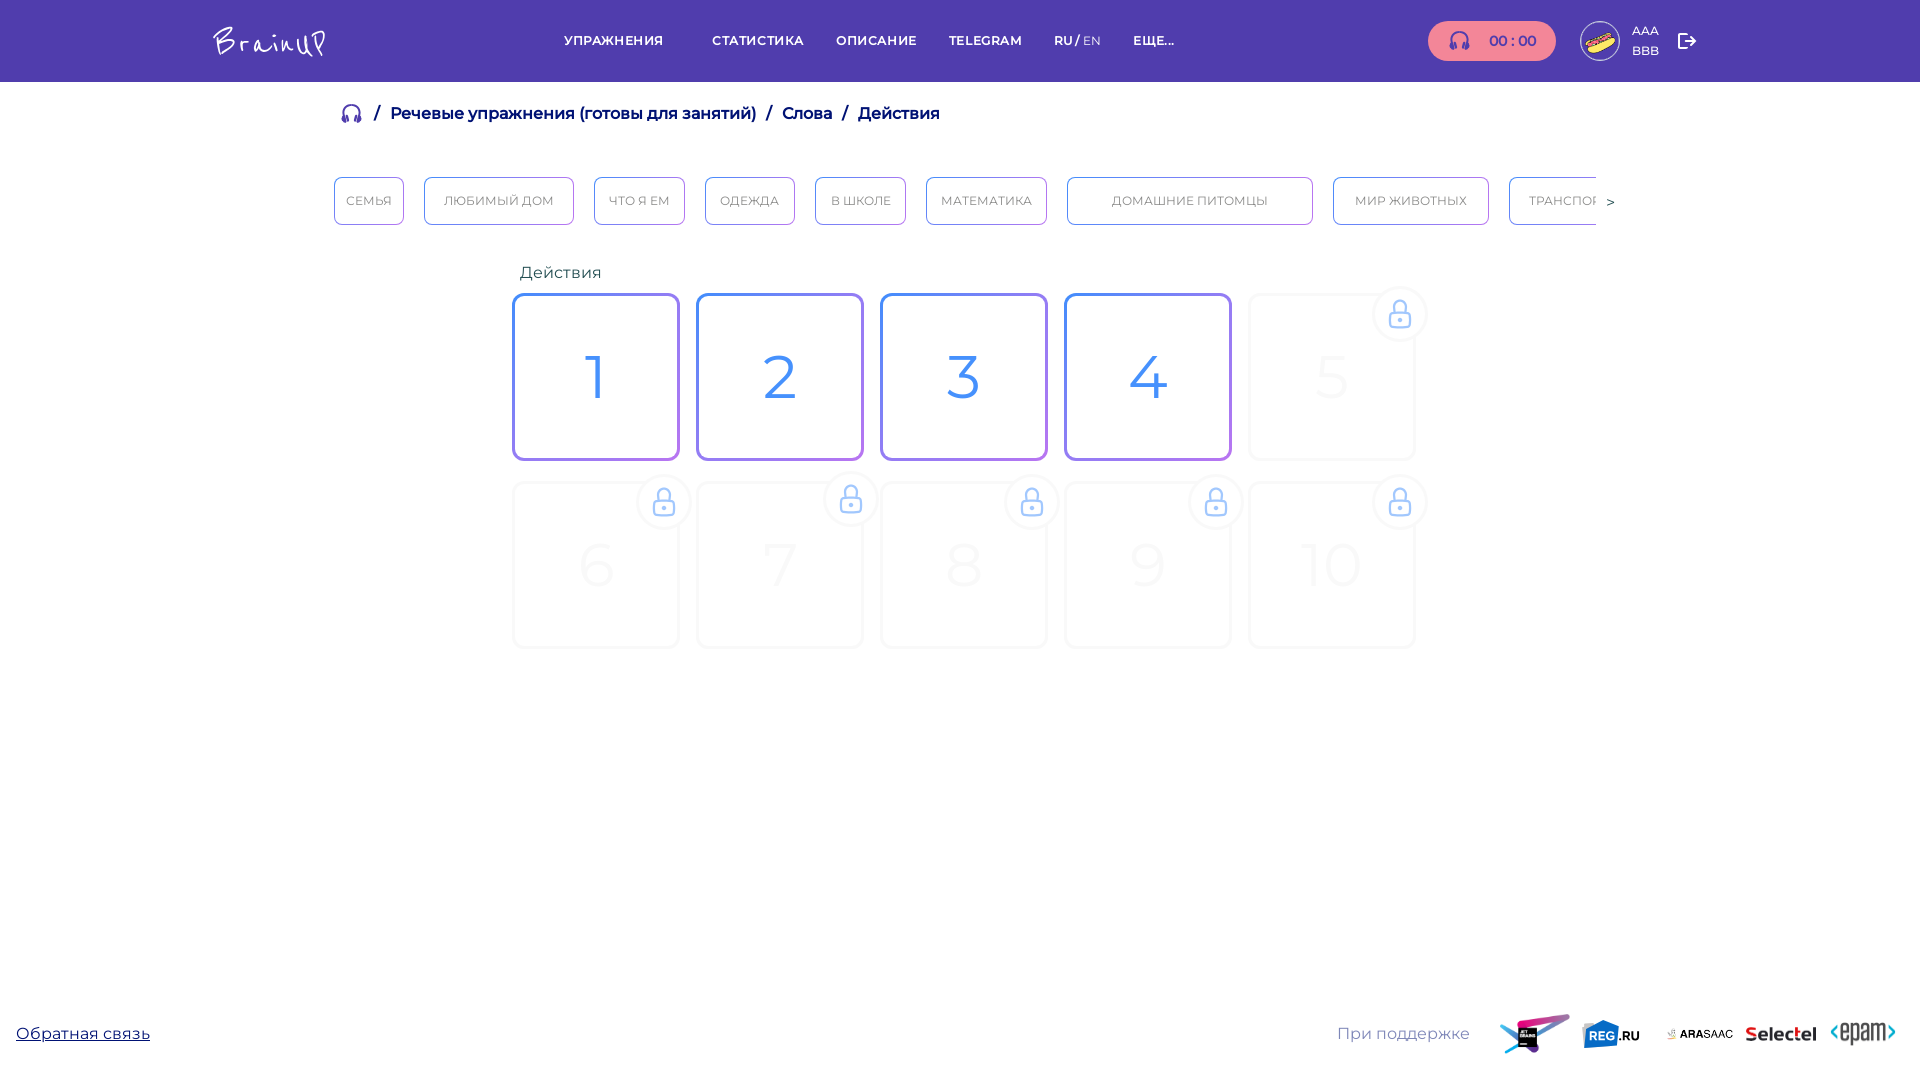 BrainUP
УПРАЖНЕНИЯ СТАТИСТИКА ОПИСАНИЕ TELEGRAM RU / EN ЕЩЕ...
00 : 00
AAA
BBB
/ Речевые упражнения (готовы для занятий) / Слова / Действия
СЕМЬЯ ЛЮБИМЫЙ ДОМ ЧТО Я ЕМ ОДЕЖДА В ШКОЛЕ МАТЕМАТИКА ДОМАШНИЕ ПИТОМЦЫ МИР ЖИВОТНЫХ ТРАНСПОР >
Действия
1 2 3 4 5
6 7 8 9 10
Обратная связь
При поддержке
JET BRAINS
REG.RU
ARASAAC
Selectel
<epam>